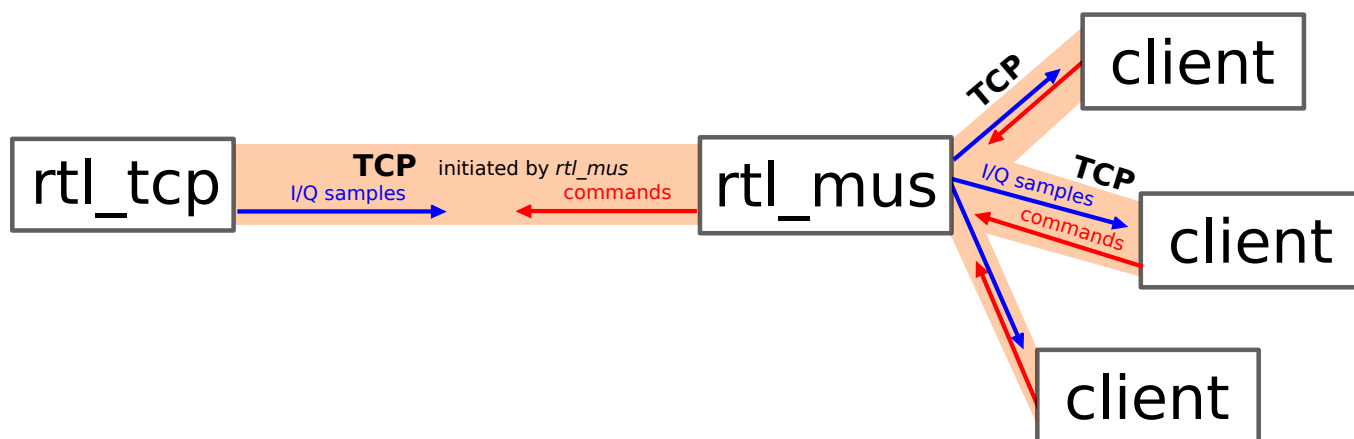 rtl_tcp
TCP initiated by rtl_mus
I/Q samples
commands
rtl_mus
TCP
client
TCP
I/Q samples
commands
client
client